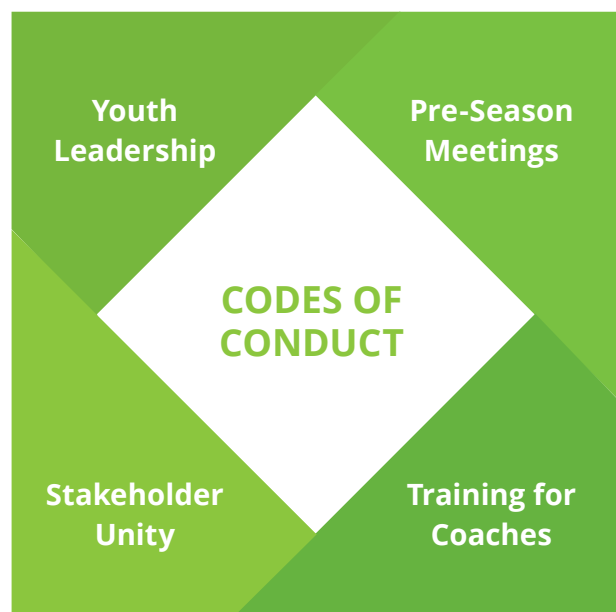 Youth
Leadership
Pre-Season
Meetings
CODES OF
CONDUCT
Stakeholder
Unity
Training for
Coaches